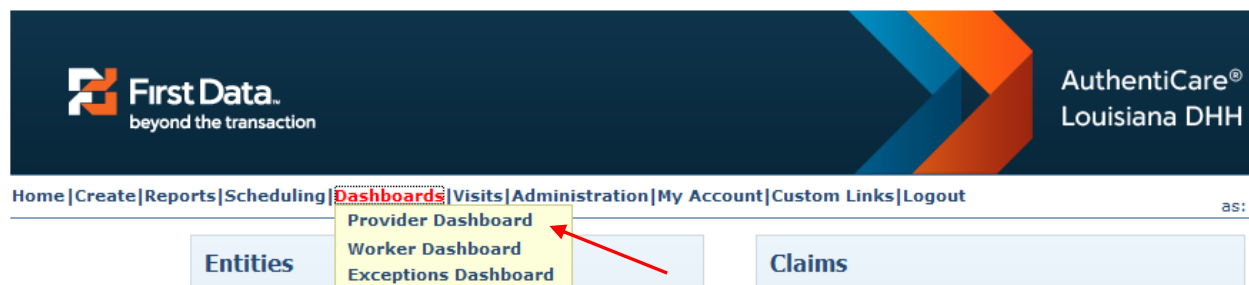 First Data™
beyond the transaction
AuthentiCare®
Louisiana DHH
Home|Create|Reports|Scheduling|Dashboards|Visits|Administration|My Account|Custom Links|Logout
as:
Provider Dashboard
Worker Dashboard
Exceptions Dashboard
Entities
Claims